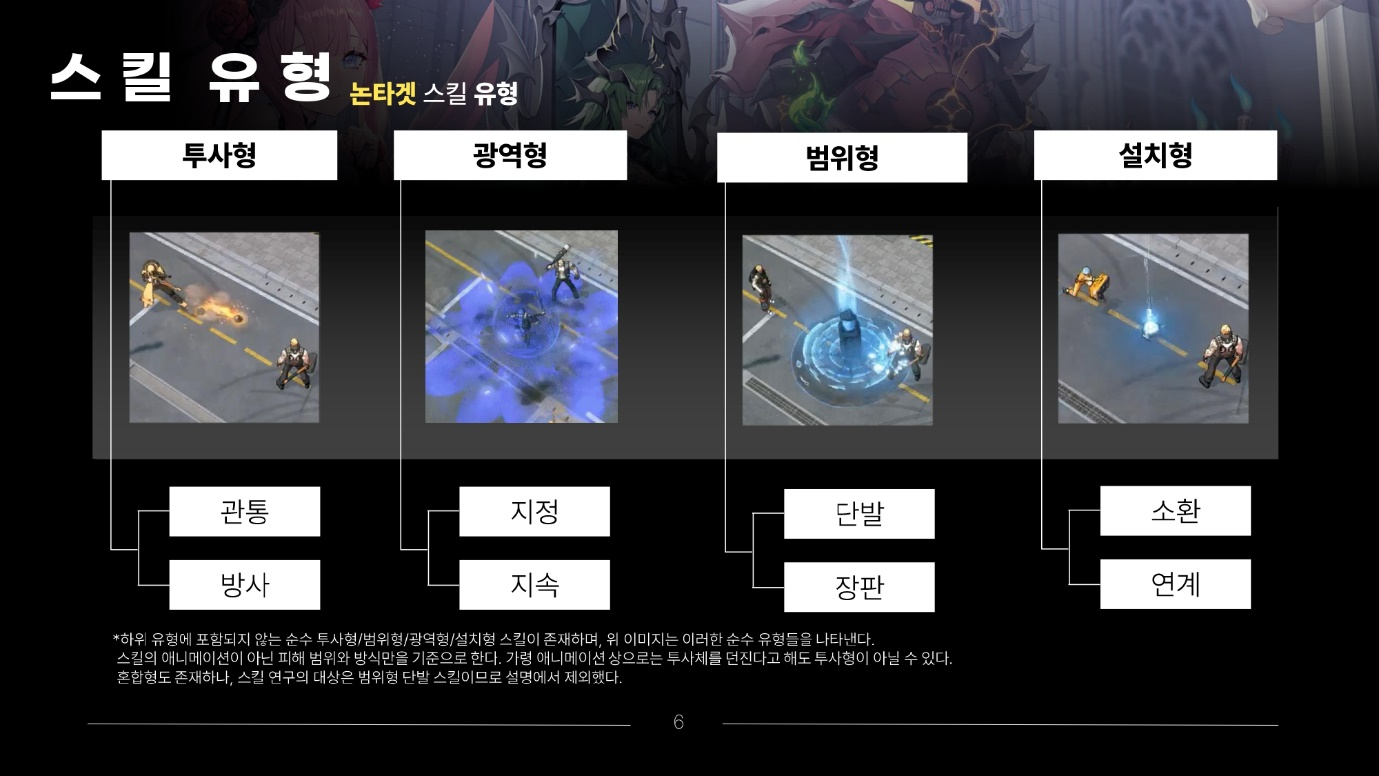 스킬 유형 논타겟 스킬 유형
투사형
광역형
범위형
설치형
관통
방사
지정
지속
단발
장판
소환
연계
*하위 유형에 포함되지 않는 순수 투사형/범위형/광역형/설치형 스킬이 존재하며, 위 이미지는 이러한 순수 유형들을 나타낸다.
스킬의 애니메이션이 아닌 피해 범위와 방식만을 기준으로 한다. 가령 애니메이션 상으로는 투사체를 던진다고 해도 투사형이 아닐 수 있다.
혼합형도 존재하나, 스킬 연구의 대상은 범위형 단발 스킬이므로 설명에서 제외했다.
6